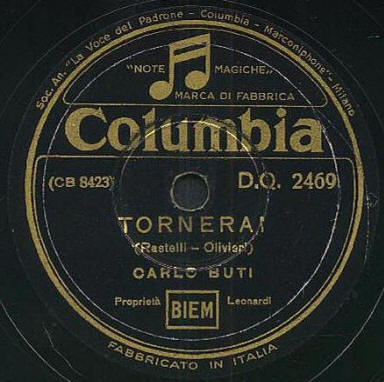 Soc. An. "La Voce del Padrone - Columbia - Marconiphone" - Milano
"NOTE MAGICHE"
MARCA DI FABBRICA
Columbia
(CB 8423) D.Q. 2469
TORNERAI
(Rastelli - Olivieri)
CARLO BUTI
Proprietà BIEM Leonardi
FABBRICATO IN ITALIA